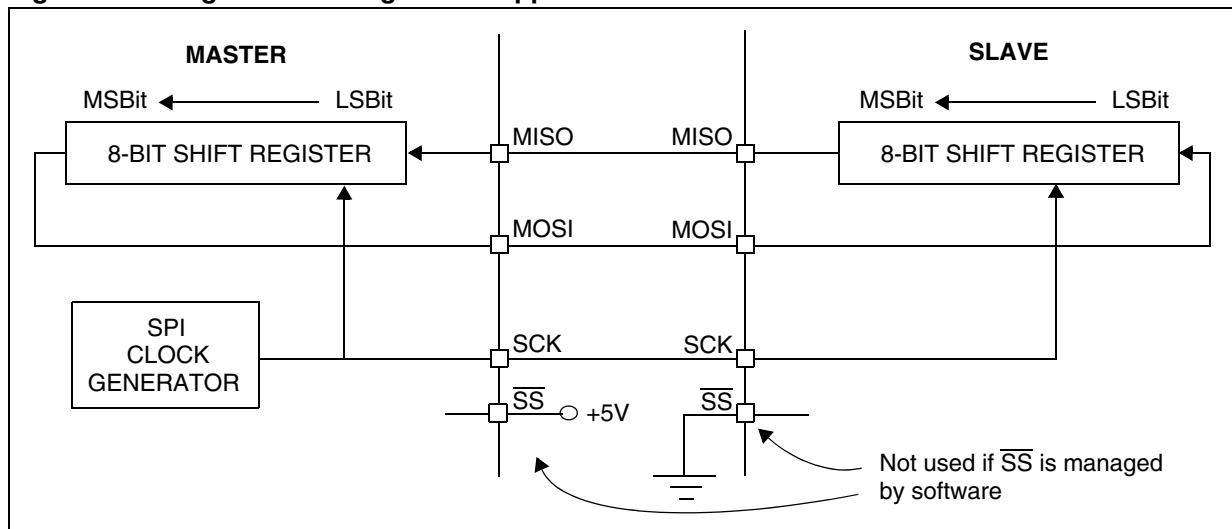 MASTER
SLAVE
MSBit LSBit
MSBit LSBit
8-BIT SHIFT REGISTER
MISO
MISO
8-BIT SHIFT REGISTER
MOSI
MOSI
SPI
CLOCK
GENERATOR
SCK
SCK
SS
+5V
SS
Not used if SS is managed
by software